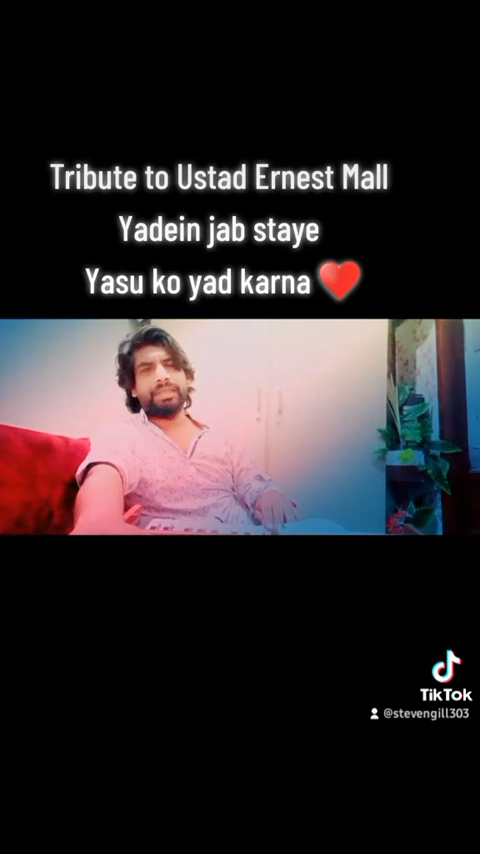 Tribute to Ustad Ernest Mall
Yadein jab staye
Yasu ko yad karna ❤️
TikTok
@stevengill303